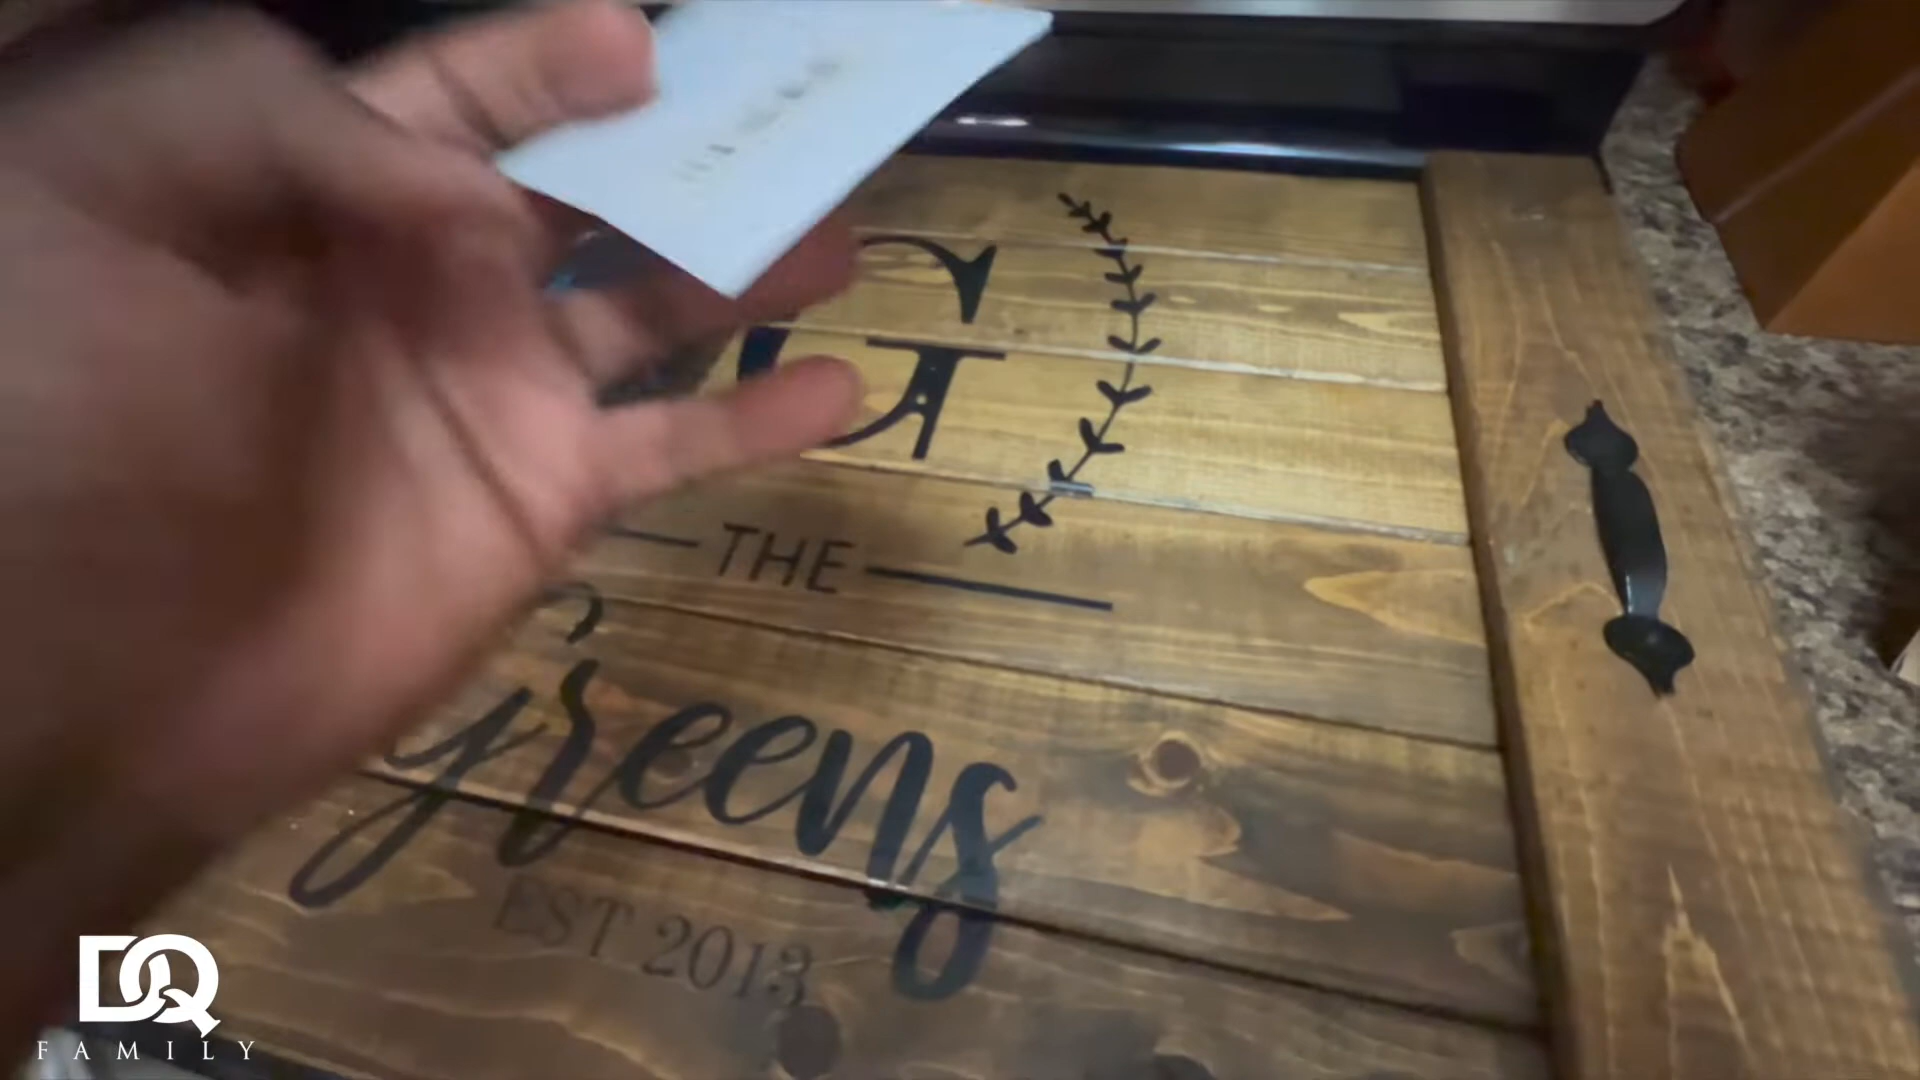 G
THE
Greens
EST 2013
DQ
FAMILY